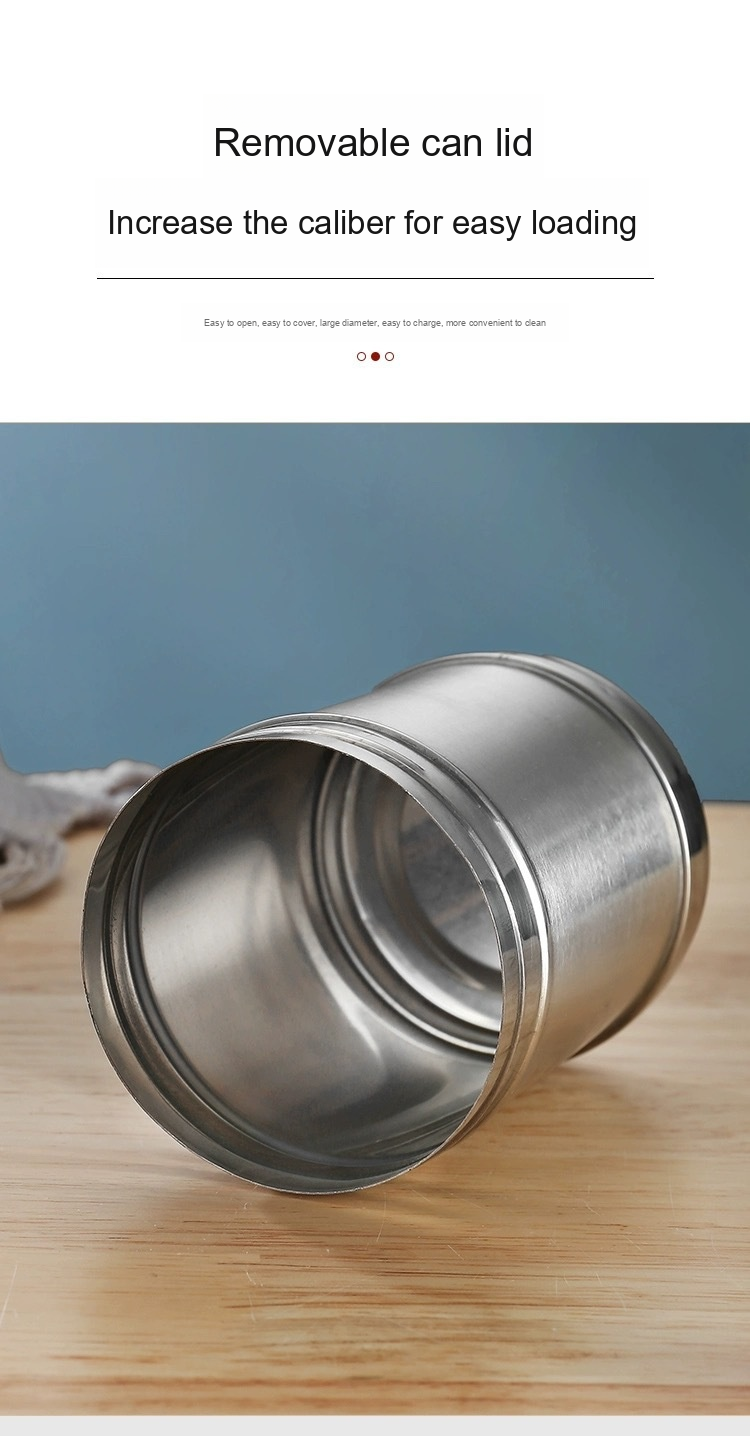 Removable can lid
Increase the caliber for easy loading
Easy to open, easy to cover, large diameter, easy to charge, more convenient to clean